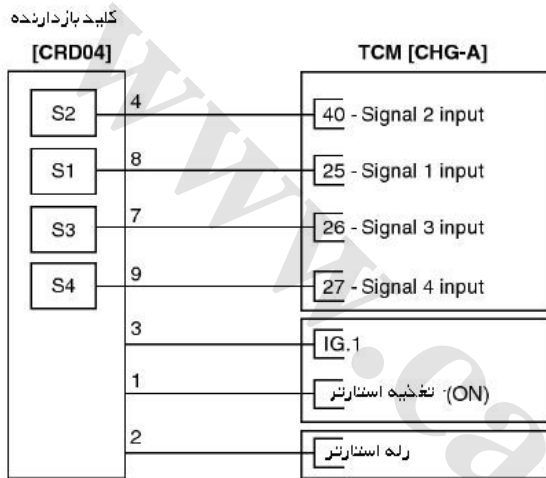 کلید بازدارنده
[CRD04]
TCM [CHG-A]
S2
4
40 - Signal 2 input
S1
8
25 - Signal 1 input
S3
7
26 - Signal 3 input
S4
9
27 - Signal 4 input
3
IG.1
1
تغذیه استارتر -(ON)
2
رله استارتر
www.ca